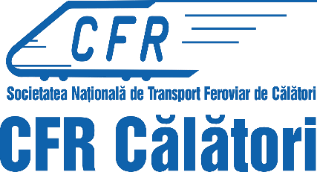 CFR
Societatea Națională de Transport Feroviar de Călători
CFR Călători